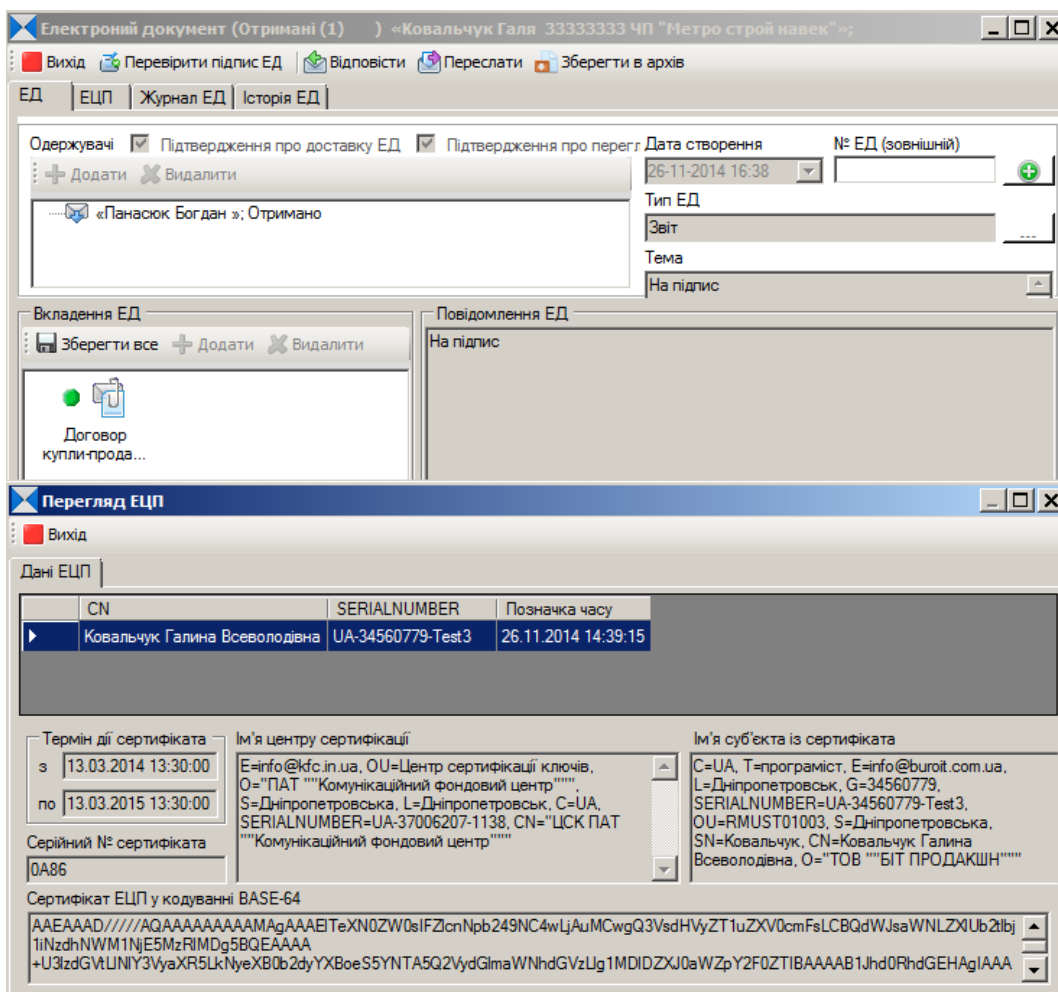 Електроний документ (Отримані (1) ) «Ковальчук Галя 33333333 ЧП "Метро строй навек"»;
Вихід Перевірити підпис ЕД Відповісти Переслати Зберегти в архів
ЕД ЕЦП Журнал ЕД Історія ЕД
Одержувачі Підтвердження про доставку ЕД Підтвердження про перегл Дата створення № ЕД (зовнішній)
Додати Видалити 26-11-2014 16:38
Тип ЕД
«Панасюк Богдан »; Отримано
Звіт ...
Тема
На підпис
Вкладення ЕД Повідомлення ЕД
Зберегти все Додати Видалити На підпис
Договор
купли-прода...
Перегляд ЕЦП
Вихід
Дані ЕЦП
CN SERIALNUMBER Позначка часу
Ковальчук Галина Всеволодівна UA-34560779-Test3 26.11.2014 14:39:15
Термін дії сертифіката
з 13.03.2014 13:30:00
по 13.03.2015 13:30:00
Серійний № сертифіката
0A86
Ім'я центру сертифікації
E=info@kfc.in.ua, OU=Центр сертифікації ключів,
O="ПАТ ""Комунікаційний фондовий центр""",
S=Дніпропетровська, L=Дніпропетровськ, C=UA,
SERIALNUMBER=UA-37006207-1138, CN="ЦСК ПАТ
""Комунікаційний фондовий центр"""
Ім'я суб'єкта із сертифіката
C=UA, T=програміст, E=info@buroit.com.ua,
L=Дніпропетровськ, G=34560779,
SERIALNUMBER=UA-34560779-Test3,
OU=RMUST01003, S=Дніпропетровська,
SN=Ковальчук, CN=Ковальчук Галина
Всеволодівна, O="ТОВ ""БІТ ПРОДАКШН"""
Сертифікат ЕЦП у кодуванні BASE-64